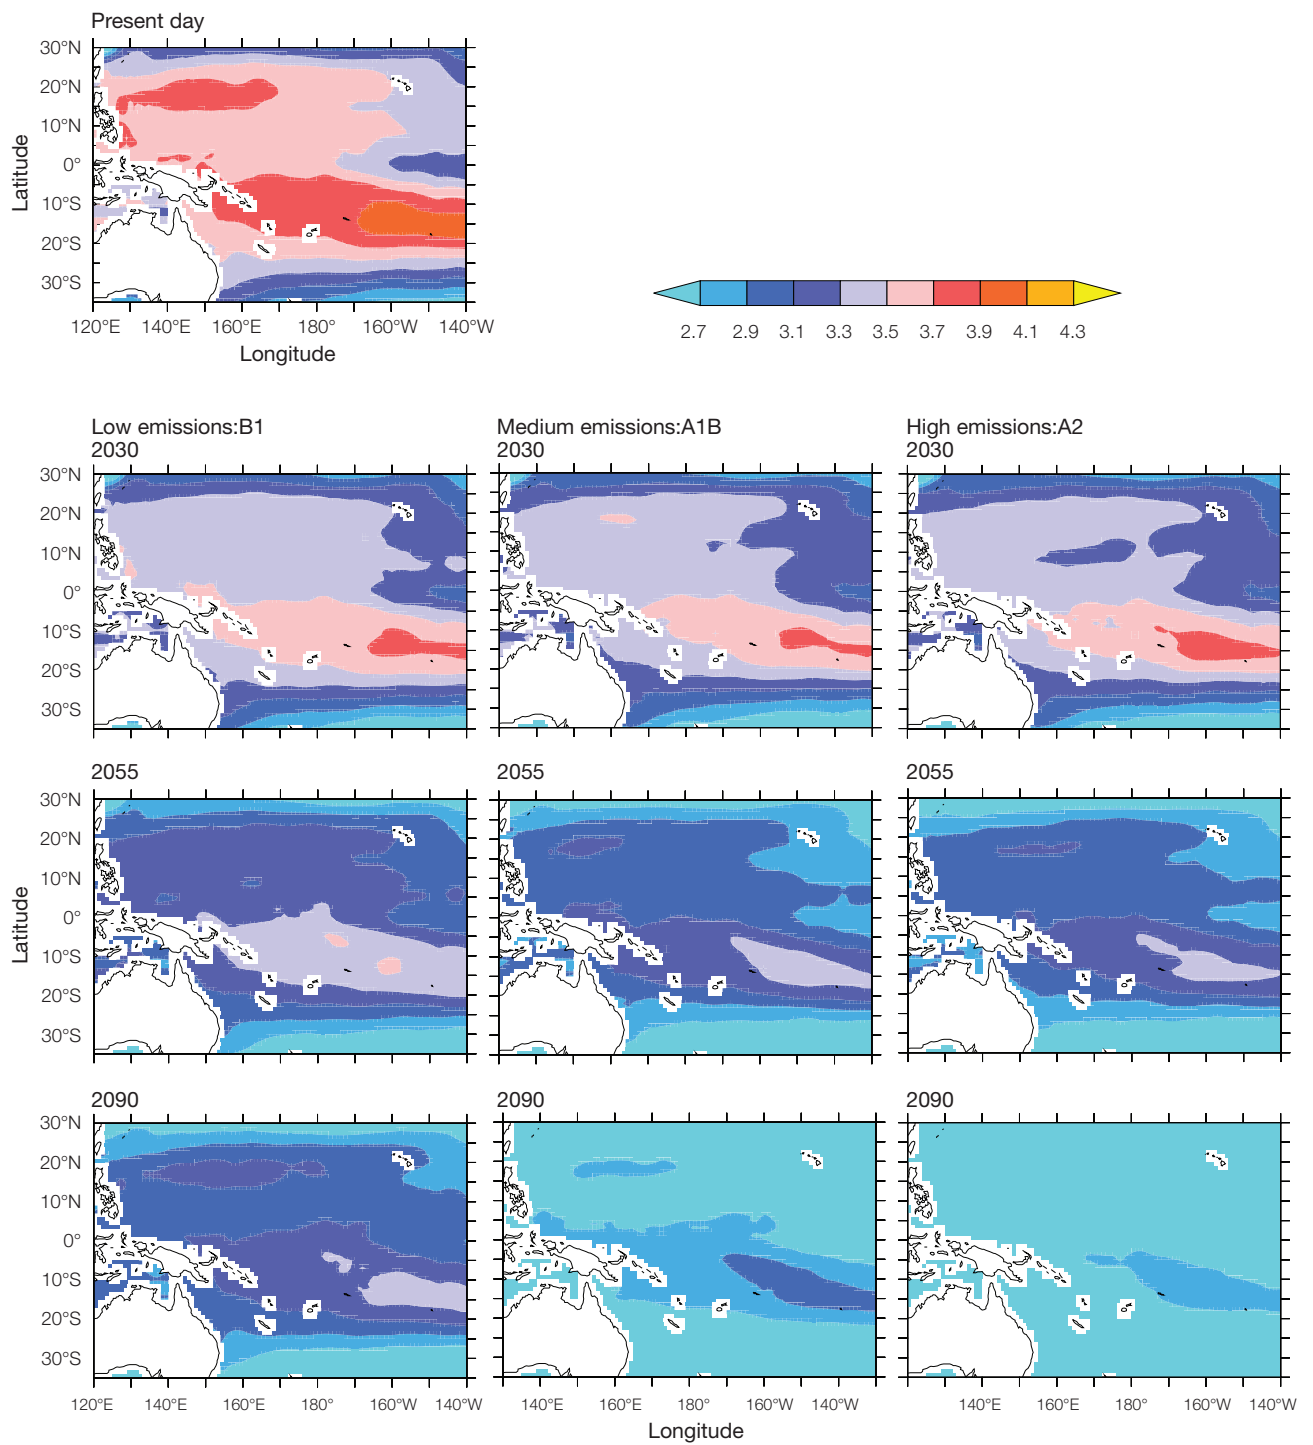 Present day
30°N
20°N
10°N
0°
10°S
20°S
30°S
Latitude
120°E 140°E 160°E 180° 160°W 140°W
Longitude
2.7 2.9 3.1 3.3 3.5 3.7 3.9 4.1 4.3
Low emissions:B1
2030
Medium emissions:A1B
2030
High emissions:A2
2030
30°N
20°N
10°N
0°
10°S
20°S
30°S
2055
2055
2055
30°N
20°N
10°N
0°
10°S
20°S
30°S
Latitude
2090
2090
2090
30°N
20°N
10°N
0°
10°S
20°S
30°S
120°E 140°E 160°E 180° 160°W 140°W
140°E 160°E 180° 160°W 140°W
140°E 160°E 180° 160°W 140°W
Longitude